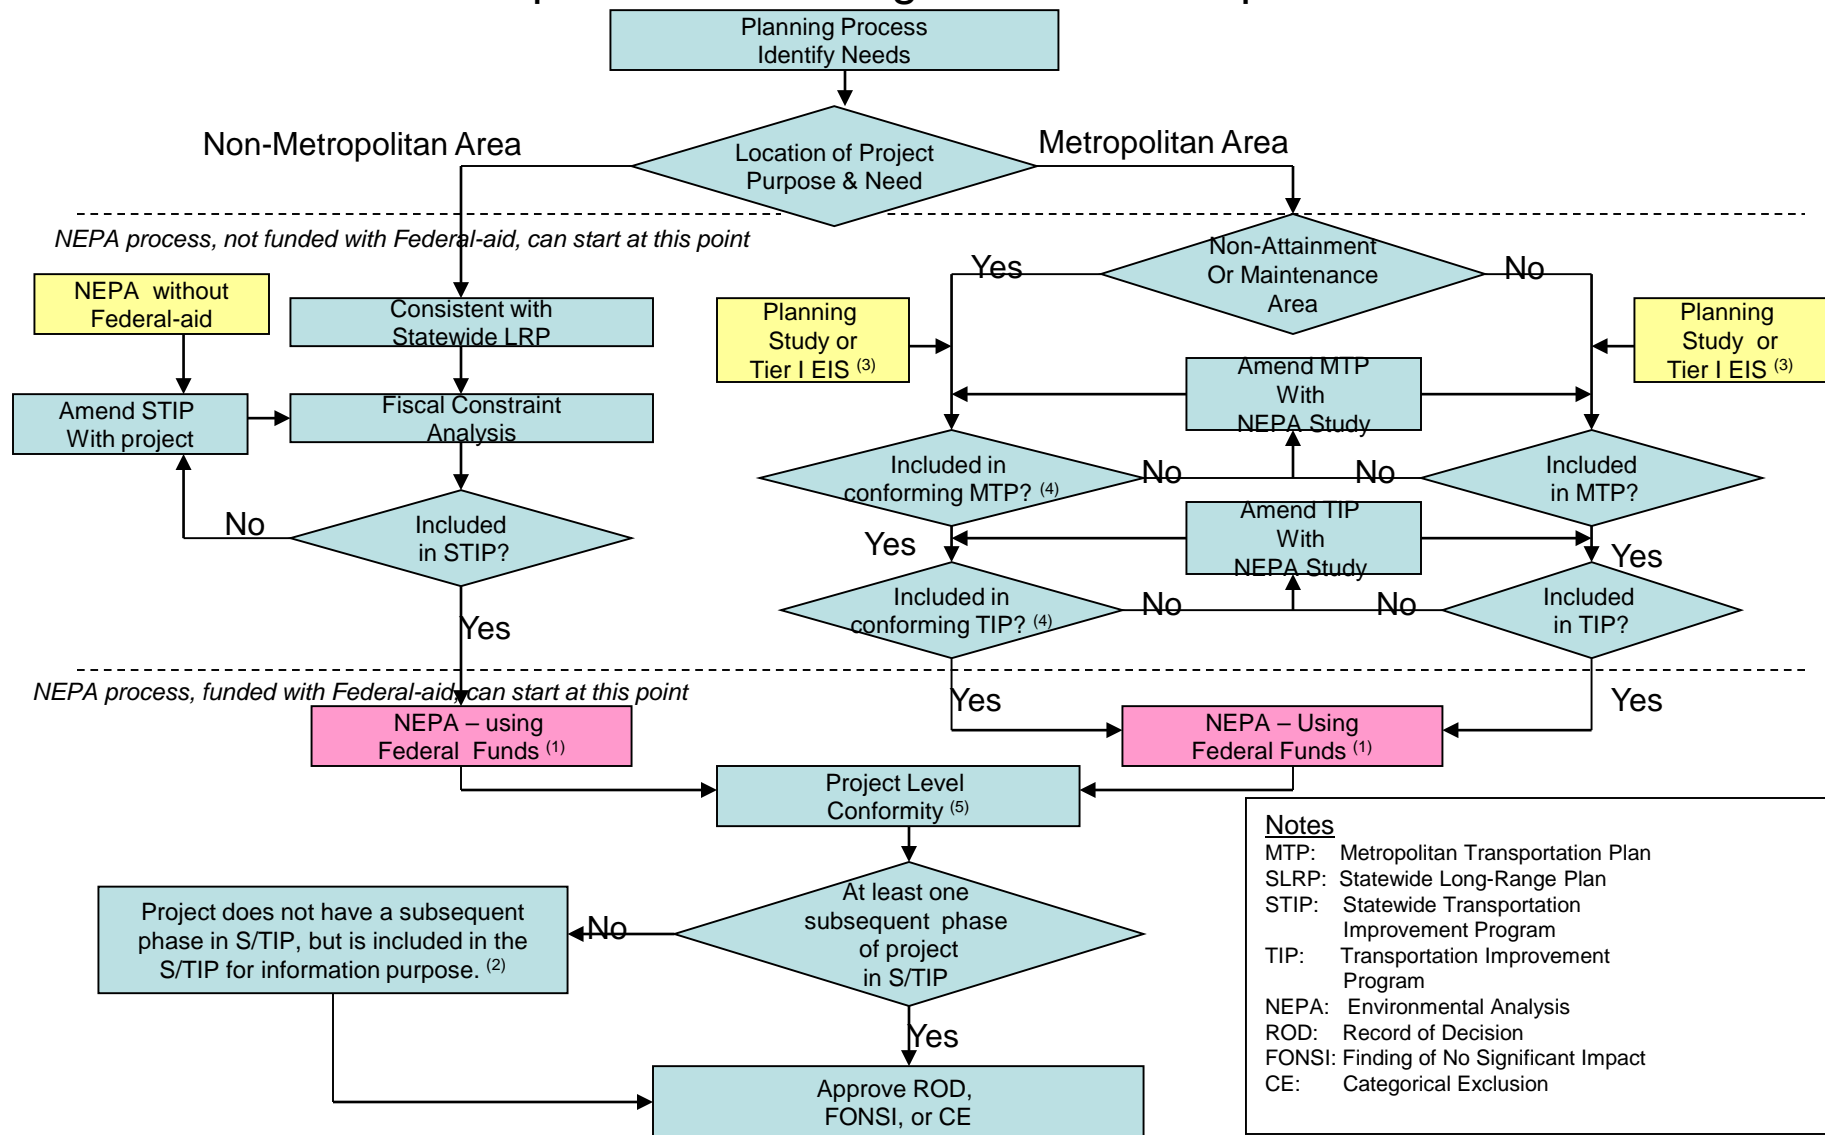 Planning Process
Identify Needs
Non-Metropolitan Area
Metropolitan Area
Location of Project
Purpose & Need
NEPA process, not funded with Federal-aid, can start at this point
Non-Attainment
Or Maintenance
Area
Yes
No
NEPA without
Federal-aid
Consistent with
Statewide LRP
Planning
Study or
Tier I EIS (3)
Planning
Study or
Tier I EIS (3)
Amend MTP
With
NEPA Study
Amend STIP
With project
Fiscal Constraint
Analysis
Included in
conforming MTP? (4)
No
No
Included
in MTP?
No
Included
in STIP?
Yes
Amend TIP
With
NEPA Study
Yes
Included in
conforming TIP? (4)
No
No
Included
in TIP?
Yes
NEPA process, funded with Federal-aid, can start at this point
Yes
Yes
NEPA – using
Federal Funds (1)
NEPA – Using
Federal Funds (1)
Project Level
Conformity (5)
At least one
subsequent phase
of project
in S/TIP
No
Project does not have a subsequent
phase in S/TIP, but is included in the
S/TIP for information purpose. (2)
Yes
Approve ROD,
FONSI, or CE
Notes
MTP: Metropolitan Transportation Plan
SLRP: Statewide Long-Range Plan
STIP: Statewide Transportation
Improvement Program
TIP: Transportation Improvement
Program
NEPA: Environmental Analysis
ROD: Record of Decision
FONSI: Finding of No Significant Impact
CE: Categorical Exclusion